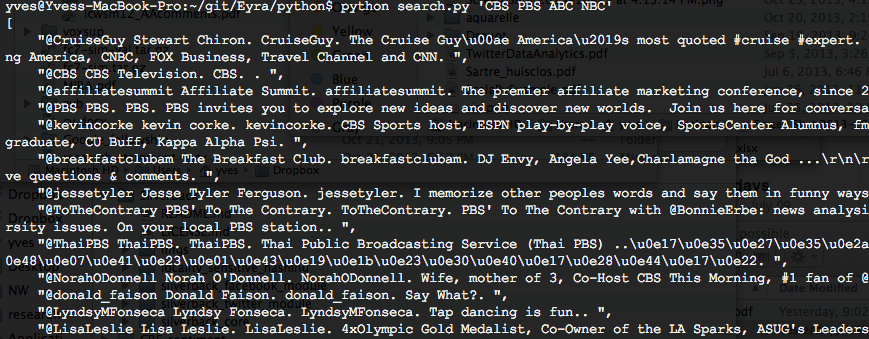 yves@Yvess-MacBook-Pro:~/git/Eyra/python$ python search.py 'CBS PBS ABC NBC'
[
"@CruiseGuy Stewart Chiron. CruiseGuy. The Cruise Guy\u00ae America\u2019s most quoted #cruise #expert.
ng America, CNBC, FOX Business, Travel Channel and CNN. ",
"@CBS CBS Television. CBS. . ",
"@affiliatesummit Affiliate Summit. affiliatesummit. The premier affiliate marketing conference, since 2
"@PBS PBS. PBS. PBS invites you to explore new ideas and discover new worlds.  Join us here for conversa
"@kevincorke kevin corke. kevincorke. CBS Sports host, ESPN play-by-play voice, SportsCenter Alumnus, fm
graduate, CU Buff, Kappa Alpha Psi. ",
"@breakfastclubam The Breakfast Club. breakfastclubam. DJ Envy, Angela Yee,Charlamagne tha God ...\r\n\r
ve questions & comments. ",
"@jessetyler Jesse Tyler Ferguson. jessetyler. I memorize other peoples words and say them in funny ways
"@ToTheContrary PBS' To The Contrary. ToTheContrary. PBS' To The Contrary with @BonnieErbe: news analysi
rsity issues. On your local PBS station.. ",
"@ThaiPBS ThaiPBS. ThaiPBS. Thai Public Broadcasting Service (Thai PBS) ..\u0e17\u0e35\u0e27\u0e35\u0e2a
0e48\u0e07\u0e41\u0e23\u0e01\u0e43\u0e19\u0e1b\u0e23\u0e30\u0e40\u0e17\u0e28\u0e44\u0e17\u0e22. ",
"@NorahODonnell Norah O'Donnell. NorahODonnell. Wife, mother of 3, Co-Host CBS This Morning, #1 fan of @
"@donald_faison Donald Faison. donald_faison. Say What?. ",
"@LyndsyMFonseca Lyndsy Fonseca. LyndsyMFonseca. Tap dancing is fun.. ",
"@LisaLeslie Lisa Leslie. LisaLeslie. 4xOlympic Gold Medalist, Co-Owner of the LA Sparks, ASUG's Leaders